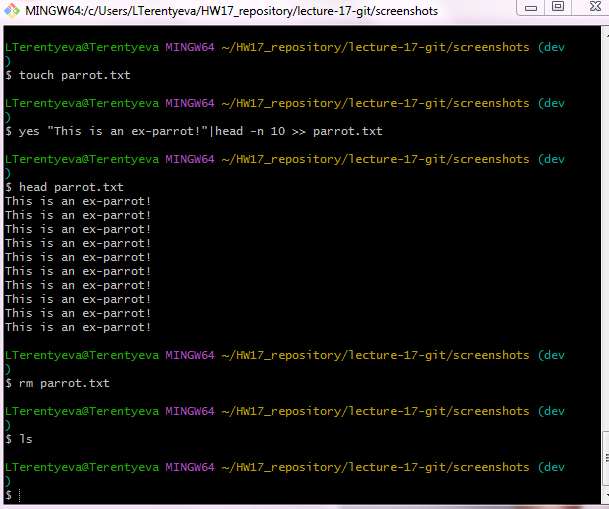 MINGW64:/c/Users/LTerentyeva/HW17_repository/lecture-17-git/screenshots
LTerentyeva@Terentyeva MINGW64 ~/HW17_repository/lecture-17-git/screenshots (dev
)
$ touch parrot.txt
LTerentyeva@Terentyeva MINGW64 ~/HW17_repository/lecture-17-git/screenshots (dev
)
$ yes "This is an ex-parrot!"|head -n 10 >> parrot.txt
LTerentyeva@Terentyeva MINGW64 ~/HW17_repository/lecture-17-git/screenshots (dev
)
$ head parrot.txt
This is an ex-parrot!
This is an ex-parrot!
This is an ex-parrot!
This is an ex-parrot!
This is an ex-parrot!
This is an ex-parrot!
This is an ex-parrot!
This is an ex-parrot!
This is an ex-parrot!
This is an ex-parrot!
LTerentyeva@Terentyeva MINGW64 ~/HW17_repository/lecture-17-git/screenshots (dev
)
$ rm parrot.txt
LTerentyeva@Terentyeva MINGW64 ~/HW17_repository/lecture-17-git/screenshots (dev
)
$ ls
LTerentyeva@Terentyeva MINGW64 ~/HW17_repository/lecture-17-git/screenshots (dev
)
$